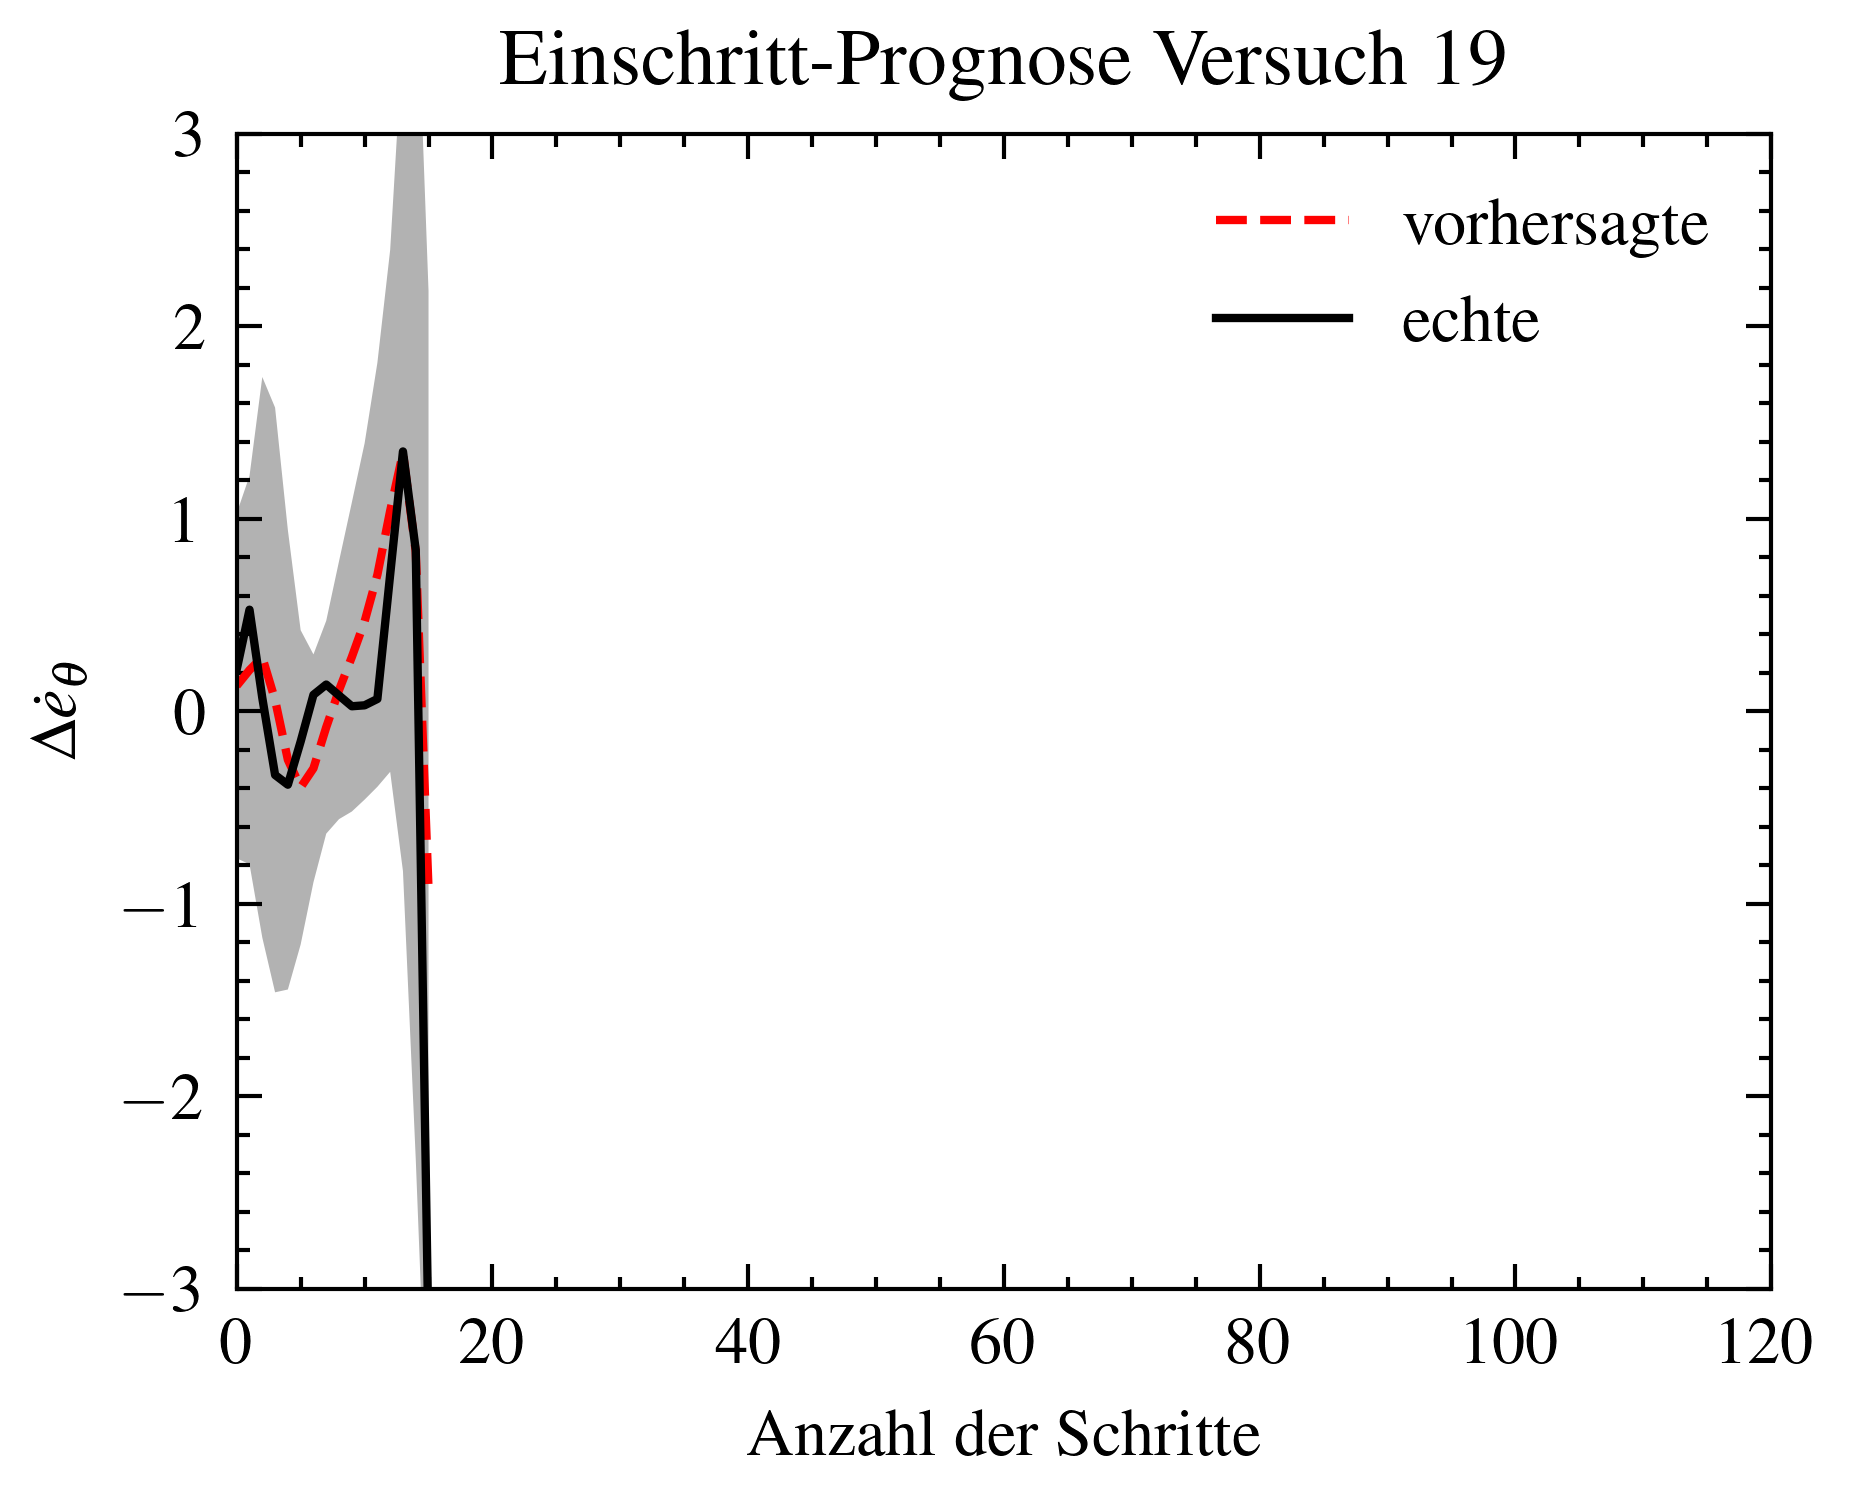 Einschritt-Prognose Versuch 19
3
2
1
0
−1
−2
−3
Δė_θ
vorhersagte
echte
0 20 40 60 80 100 120
Anzahl der Schritte